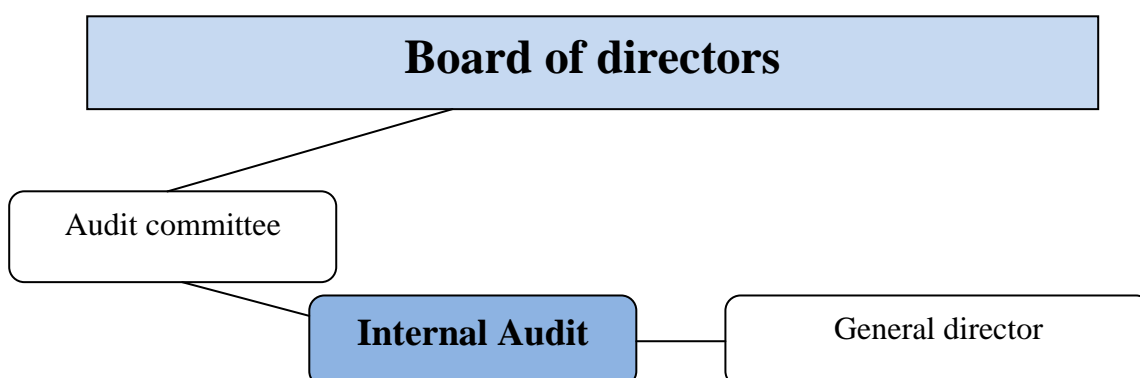 Board of directors
Audit committee
Internal Audit
General director